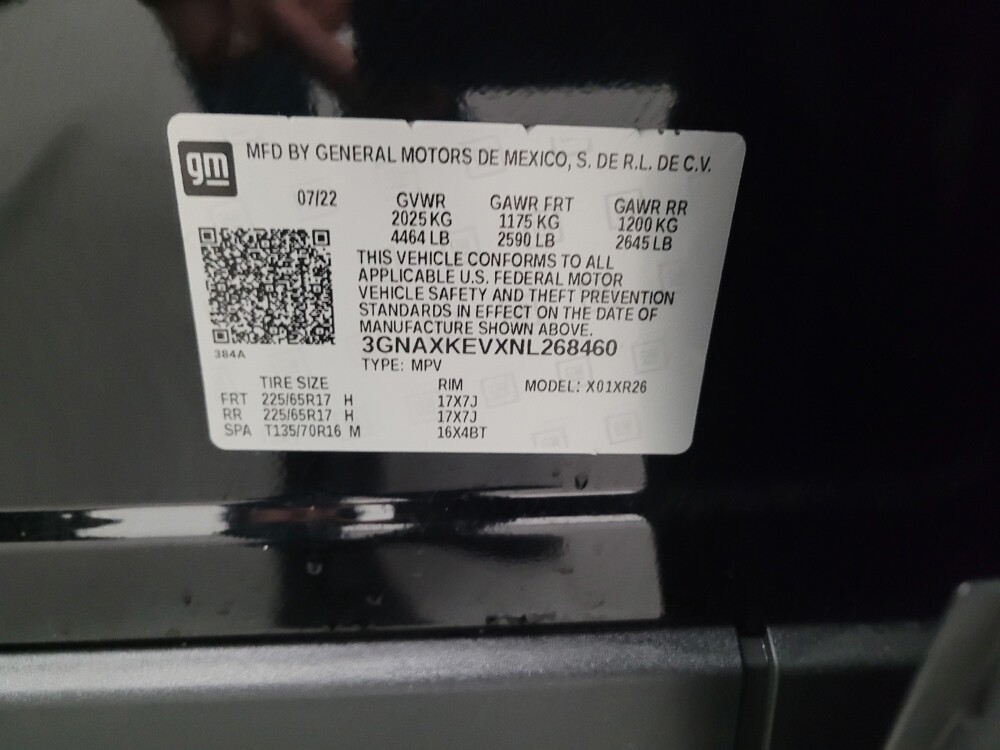 gm
MFD BY GENERAL MOTORS DE MEXICO, S. DE R.L. DE C.V.
07/22 GVWR GAWR FRT GAWR RR
2025 KG 1175 KG 1200 KG
4464 LB 2590 LB 2645 LB
THIS VEHICLE CONFORMS TO ALL
APPLICABLE U.S. FEDERAL MOTOR
VEHICLE SAFETY AND THEFT PREVENTION
STANDARDS IN EFFECT ON THE DATE OF
MANUFACTURE SHOWN ABOVE.
3GNAXKEVXNL268460
384A
TYPE: MPV
TIRE SIZE RIM MODEL: X01XR26
FRT 225/65R17 H 17X7J
RR 225/65R17 H 17X7J
SPA T135/70R16 M 16X4BT